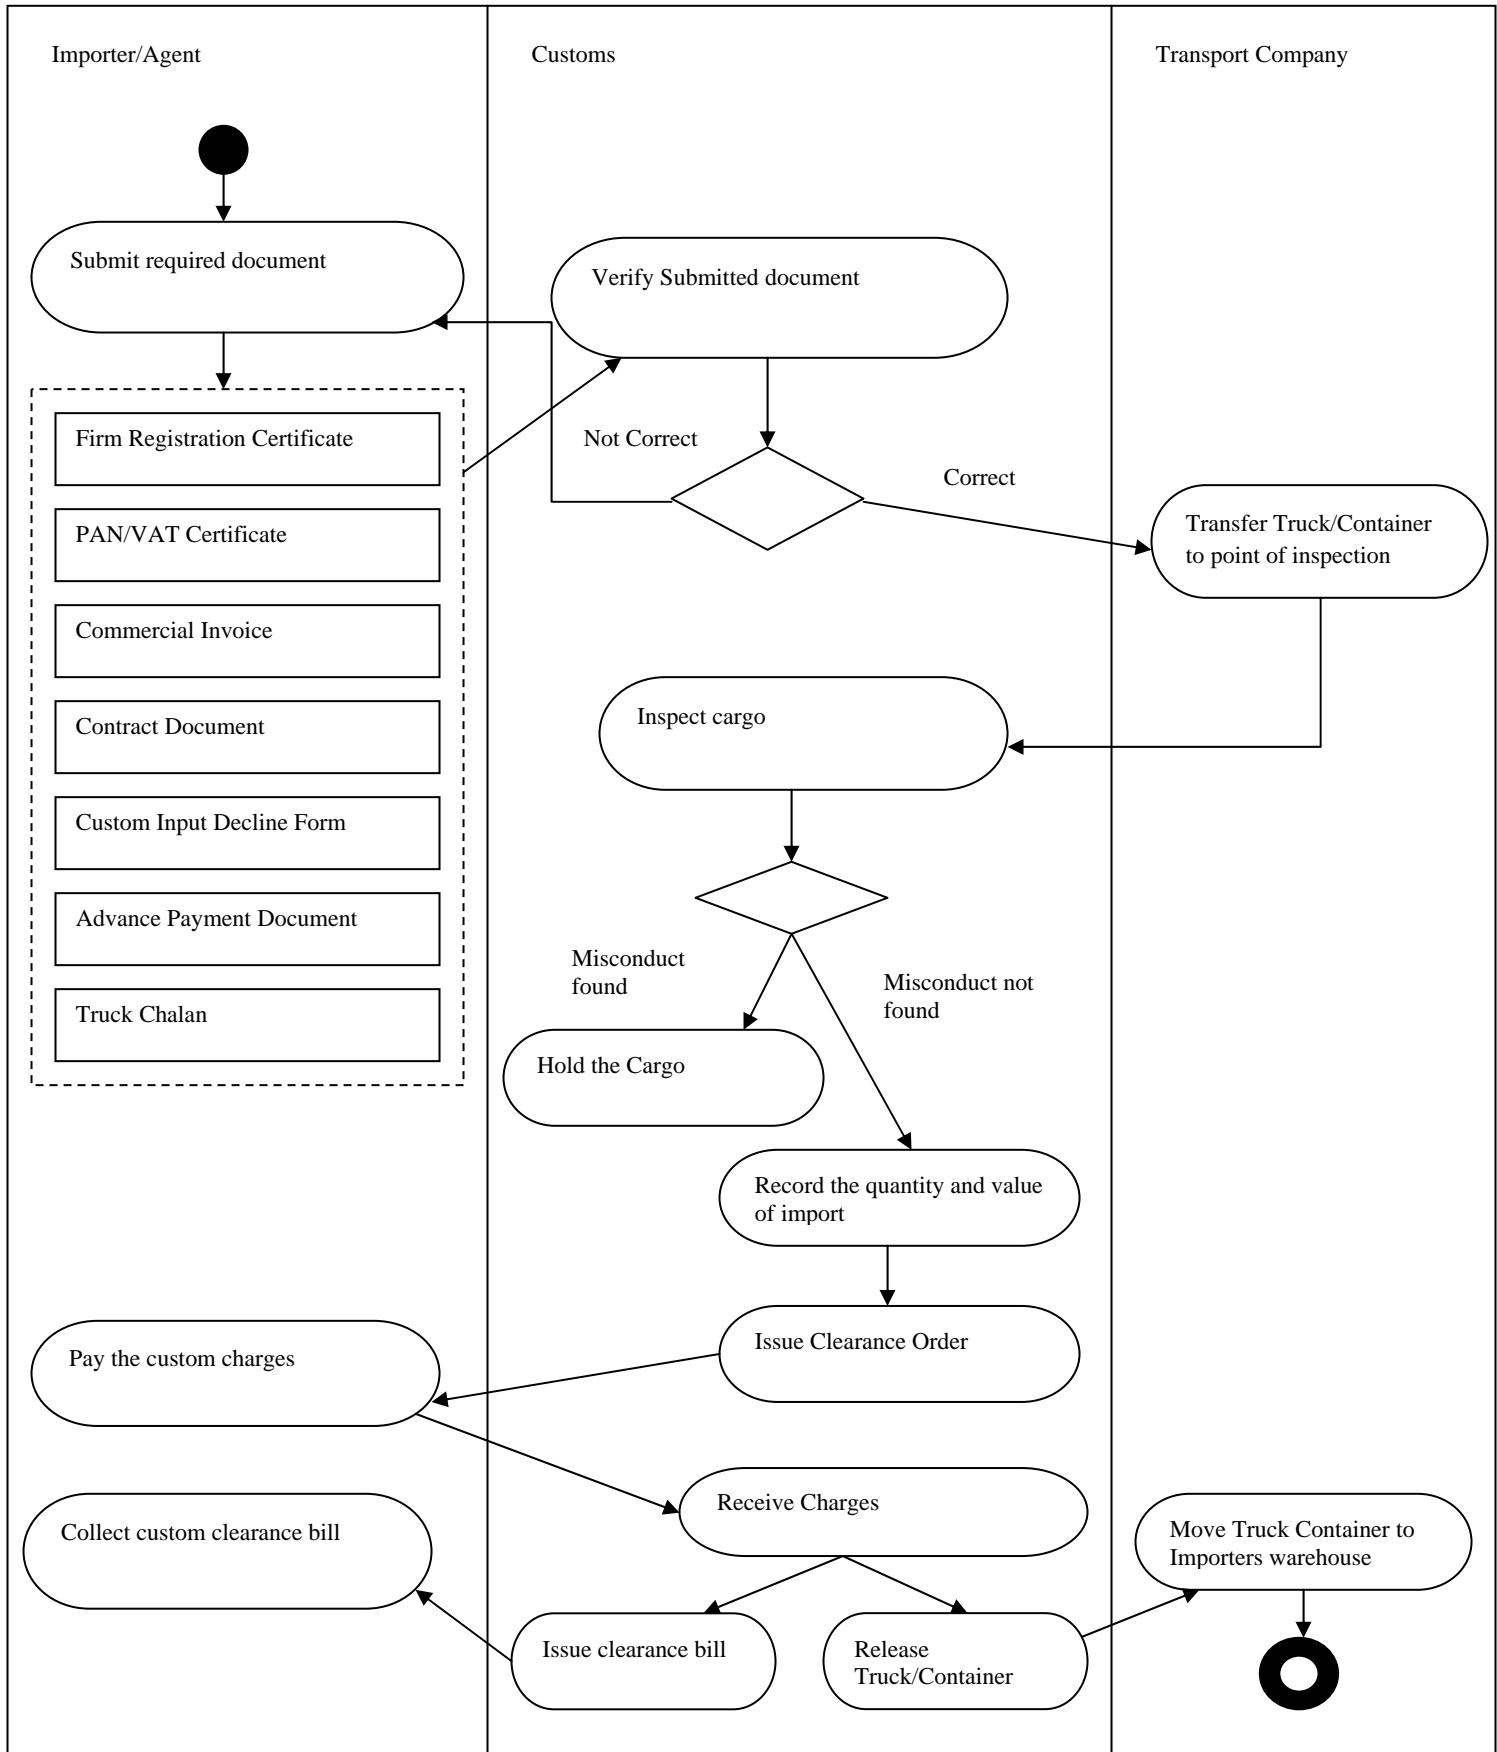 Importer/Agent
Customs
Transport Company
Submit required document
Verify Submitted document
Firm Registration Certificate
Not Correct
Correct
PAN/VAT Certificate
Transfer Truck/Container
to point of inspection
Commercial Invoice
Contract Document
Inspect cargo
Custom Input Decline Form
Advance Payment Document
Misconduct
found
Misconduct not
found
Truck Chalan
Hold the Cargo
Record the quantity and value
of import
Issue Clearance Order
Pay the custom charges
Receive Charges
Collect custom clearance bill
Move Truck Container to
Importers warehouse
Issue clearance bill
Release
Truck/Container